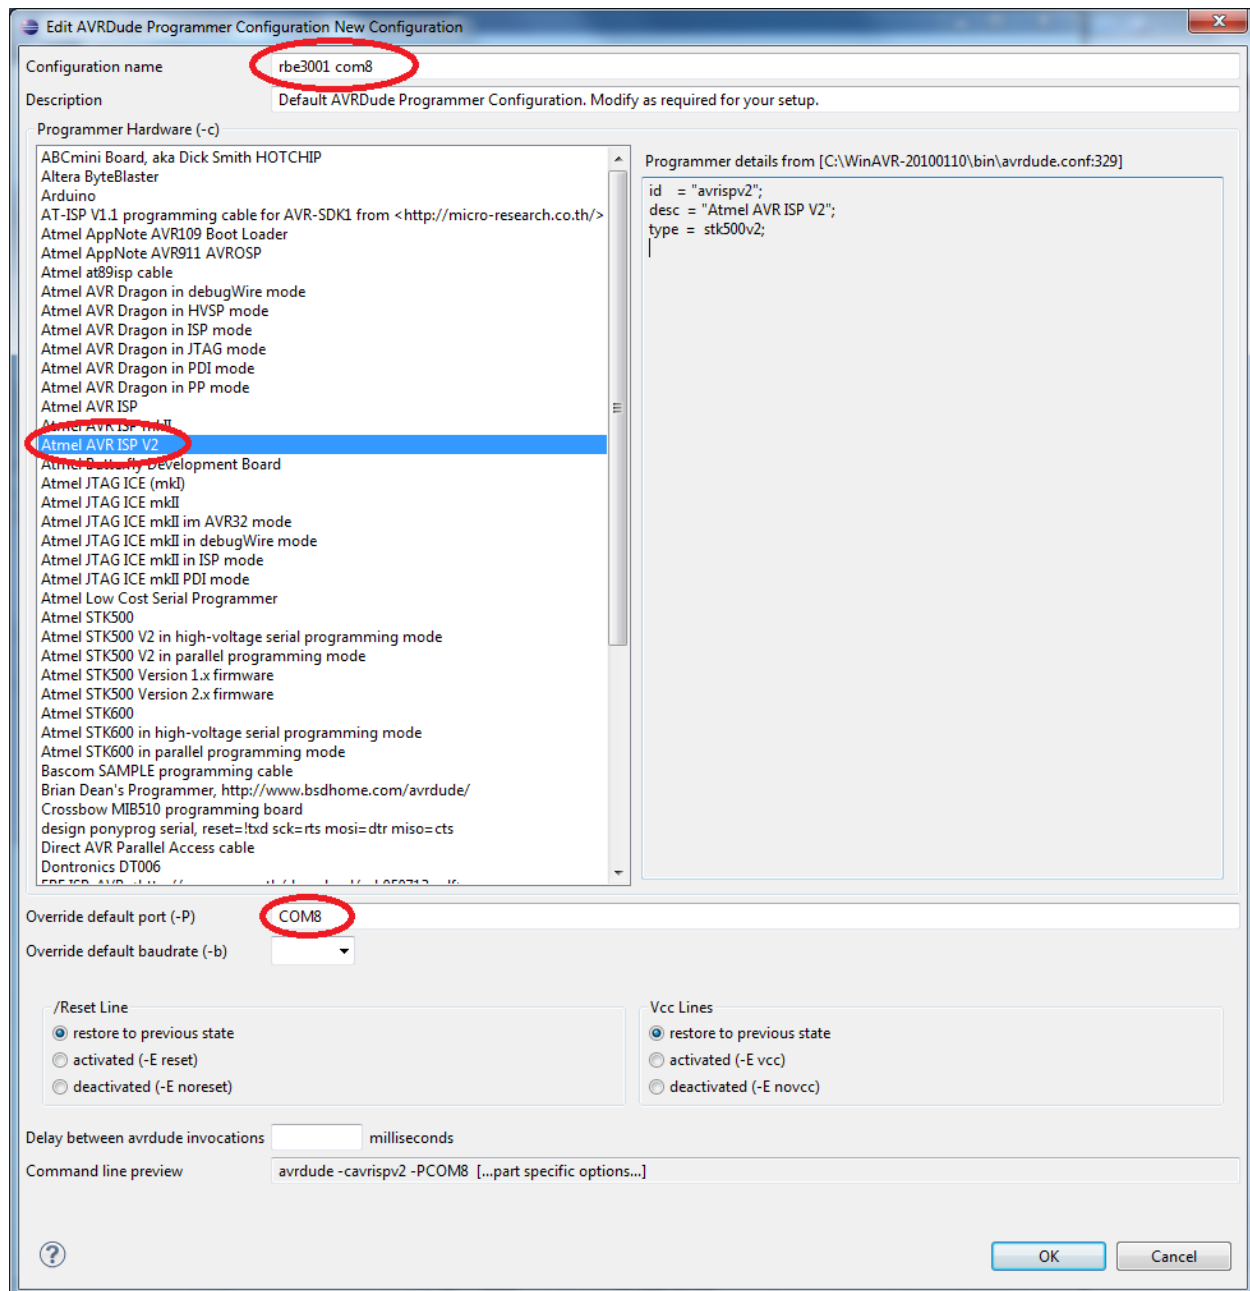 Edit AVRDude Programmer Configuration New Configuration
Configuration name rbe3001 com8
Description Default AVRDude Programmer Configuration. Modify as required for your setup.
Programmer Hardware (-c)
ABCmini Board, aka Dick Smith HOTCHIP
Altera ByteBlaster
Arduino
AT-ISP V1.1 programming cable for AVR-SDK1 from <http://micro-research.co.th/>
Atmel AppNote AVR109 Boot Loader
Atmel AppNote AVR911 AVROSP
Atmel at89isp cable
Atmel AVR Dragon in debugWire mode
Atmel AVR Dragon in HVSP mode
Atmel AVR Dragon in ISP mode
Atmel AVR Dragon in JTAG mode
Atmel AVR Dragon in PDI mode
Atmel AVR Dragon in PP mode
Atmel AVR ISP
Atmel AVR ISP mkII
Atmel AVR ISP V2
Atmel Butterfly Development Board
Atmel JTAG ICE (mkI)
Atmel JTAG ICE mkII
Atmel JTAG ICE mkII im AVR32 mode
Atmel JTAG ICE mkII in debugWire mode
Atmel JTAG ICE mkII in ISP mode
Atmel JTAG ICE mkII PDI mode
Atmel Low Cost Serial Programmer
Atmel STK500
Atmel STK500 V2 in high-voltage serial programming mode
Atmel STK500 V2 in parallel programming mode
Atmel STK500 Version 1.x firmware
Atmel STK500 Version 2.x firmware
Atmel STK600
Atmel STK600 in high-voltage serial programming mode
Atmel STK600 in parallel programming mode
Bascom SAMPLE programming cable
Brian Dean's Programmer, http://www.bsdhome.com/avrdude/
Crossbow MIB510 programming board
design ponyprog serial, reset=!txd sck=rts mosi=dtr miso=cts
Direct AVR Parallel Access cable
Dontronics DT006
Programmer details from [C:\WinAVR-20100110\bin\avrdude.conf:329]
id = "avrispv2";
desc = "Atmel AVR ISP V2";
type = stk500v2;
Override default port (-P) COM8
Override default baudrate (-b)
/Reset Line
restore to previous state
activated (-E reset)
deactivated (-E noreset)
Vcc Lines
restore to previous state
activated (-E vcc)
deactivated (-E novcc)
Delay between avrdude invocations milliseconds
Command line preview avrdude -cavrispv2 -PCOM8 [...part specific options...]
?
OK Cancel